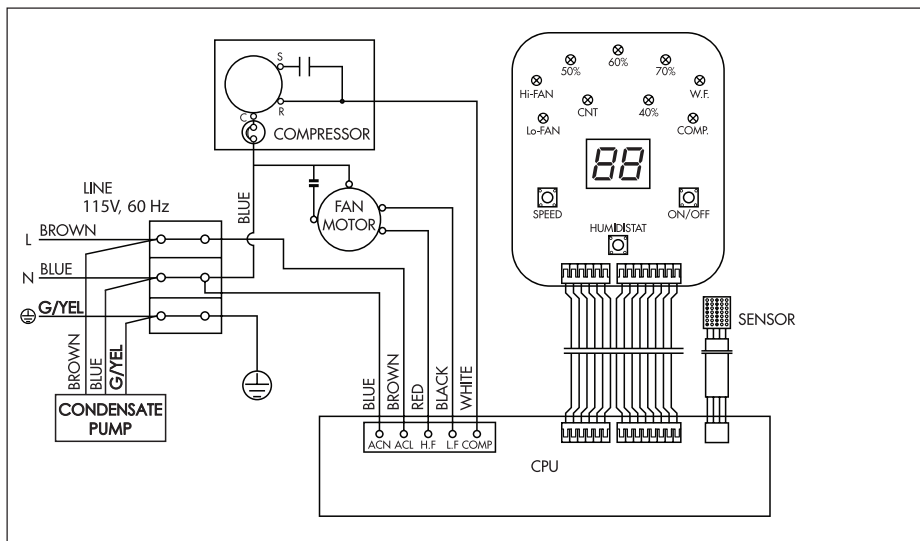 S
R
C
COMPRESSOR
BLUE
FAN
MOTOR
LINE
115V, 60 Hz
L BROWN
N BLUE
G/YEL
BROWN
BLUE
G/YEL
CONDENSATE
PUMP
BLUE
BROWN
RED
BLACK
WHITE
ACN ACL H.F L.F COMP
CPU
50%
60%
70%
Hi-FAN
W.F.
CNT
40%
Lo-FAN
COMP.
88
SPEED
ON/OFF
HUMIDISTAT
SENSOR